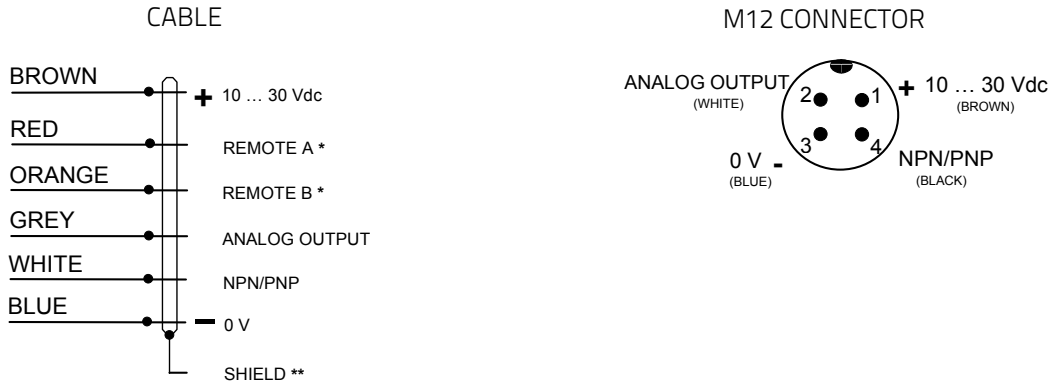 CABLE
BROWN
+ 10 … 30 Vdc
RED
REMOTE A *
ORANGE
REMOTE B *
GREY
ANALOG OUTPUT
WHITE
NPN/PNP
BLUE
− 0 V
SHIELD **
M12 CONNECTOR
ANALOG OUTPUT
(WHITE)
2
1
+ 10 … 30 Vdc
(BROWN)
3
4
0 V -
(BLUE)
NPN/PNP
(BLACK)